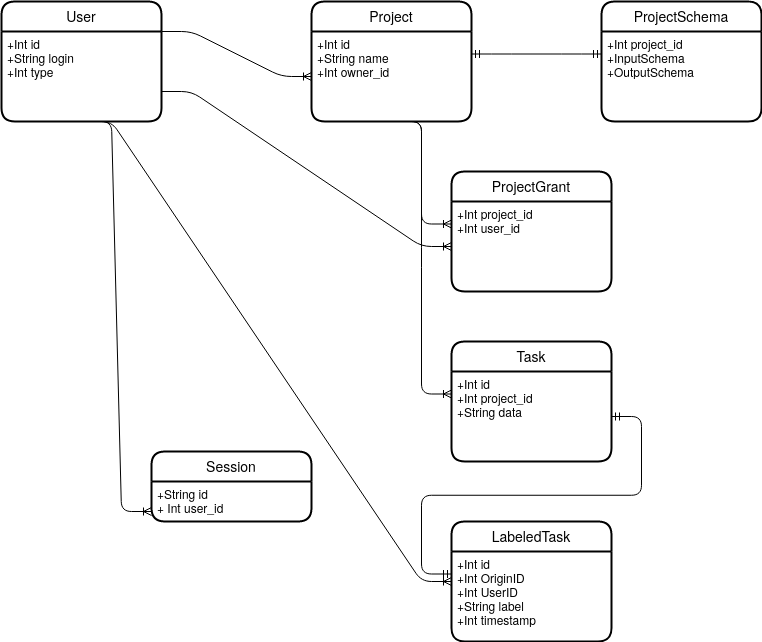 User
+Int id
+String login
+Int type
Project
+Int id
+String name
+Int owner_id
ProjectSchema
+Int project_id
+InputSchema
+OutputSchema
ProjectGrant
+Int project_id
+Int user_id
Task
+Int id
+Int project_id
+String data
Session
+String id
+ Int user_id
LabeledTask
+Int id
+Int OriginID
+Int UserID
+String label
+Int timestamp